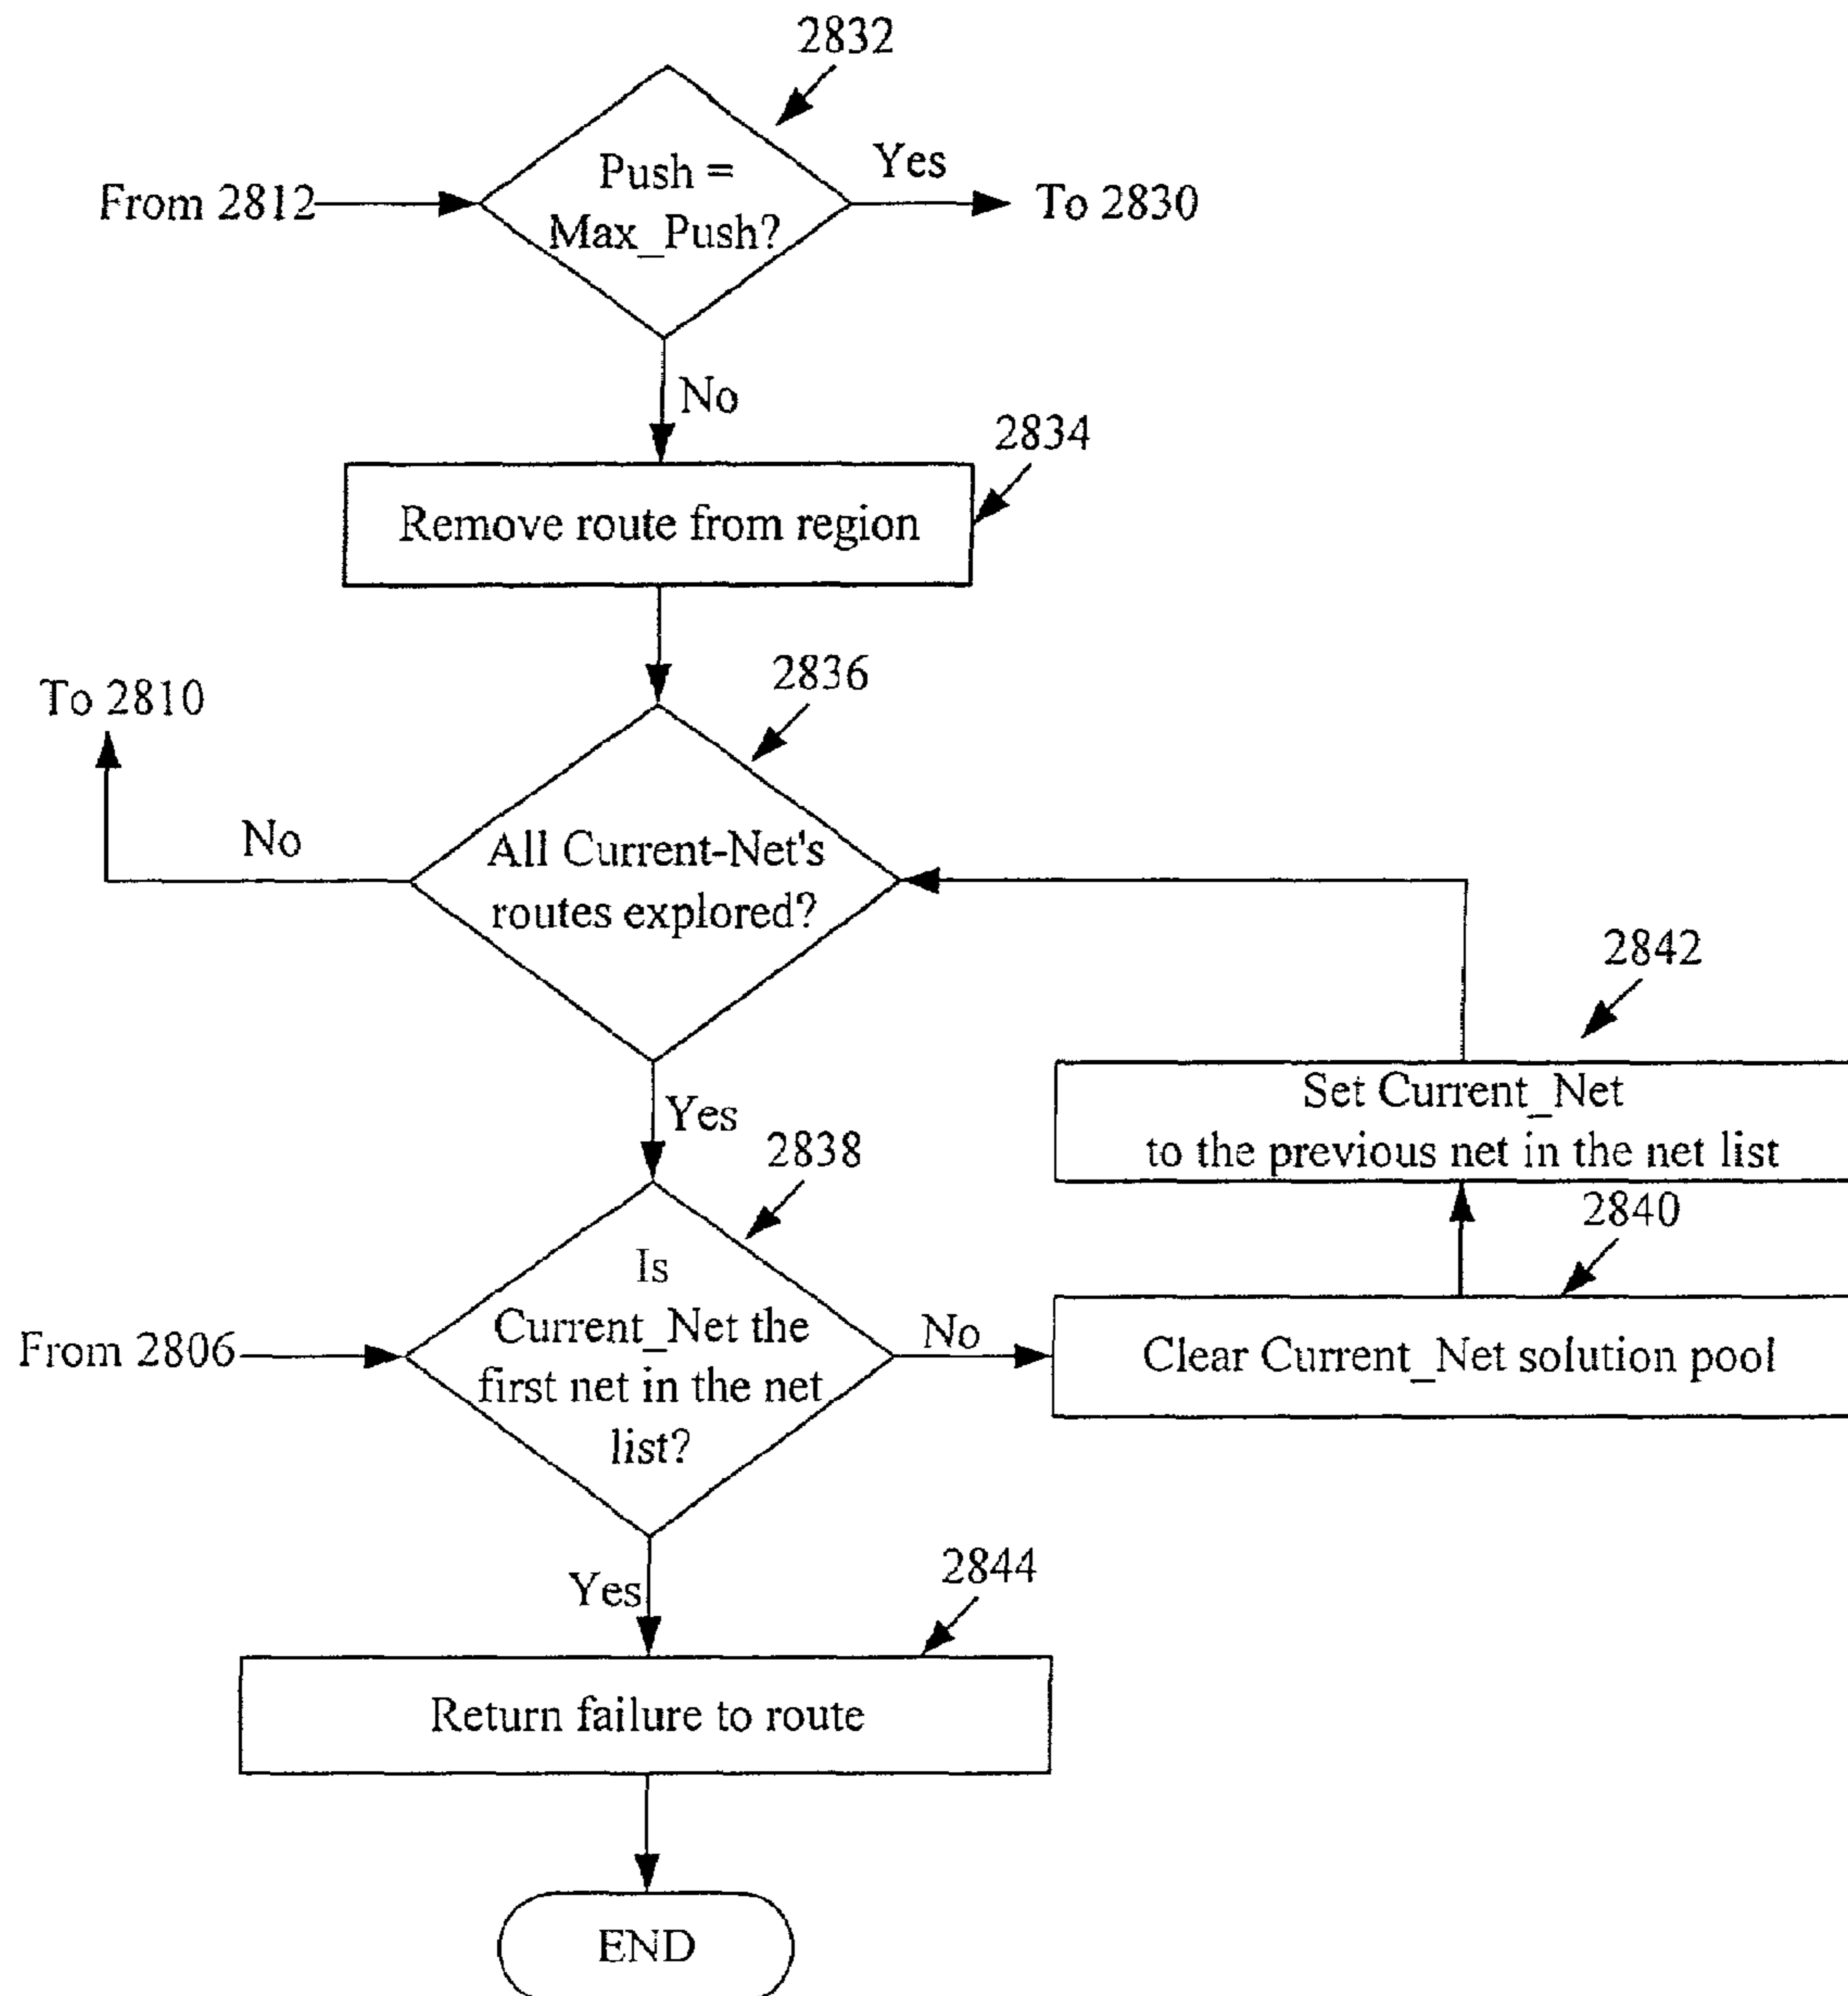 2832
Push =
Max_Push?
Yes
From 2812
To 2830
No
2834
Remove route from region
2836
To 2810
No
All Current-Net's
routes explored?
2842
Set Current_Net
to the previous net in the net list
Yes
2838
2840
Is
Current_Net the
first net in the net
list?
From 2806
No
Clear Current_Net solution pool
2844
Yes
Return failure to route
END